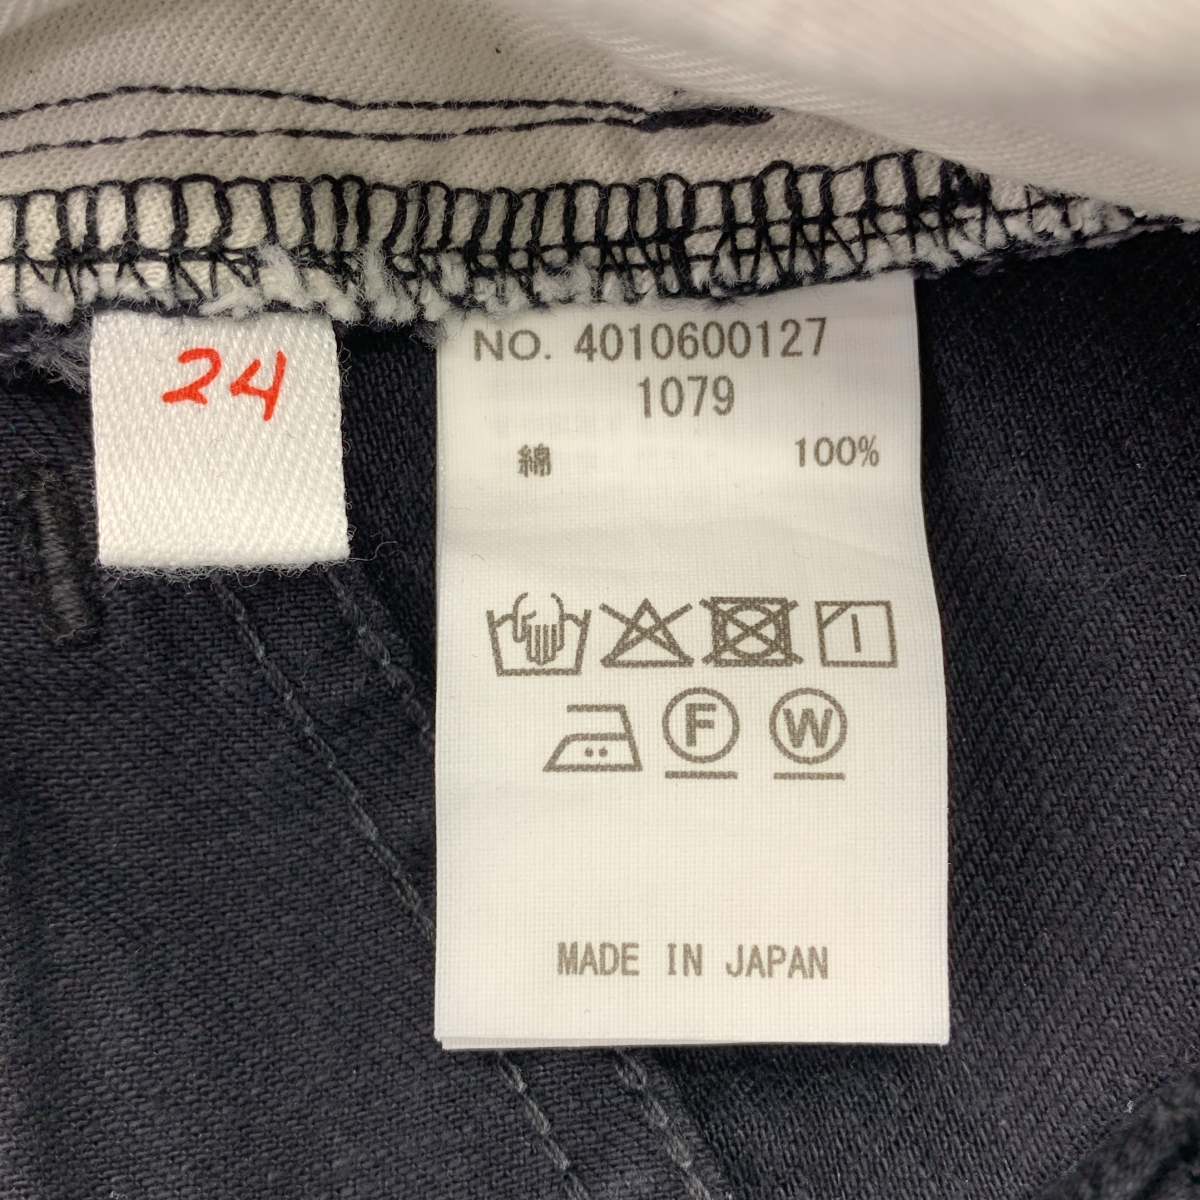 24
NO. 4010600127
1079
綿 100%
F W
MADE IN JAPAN